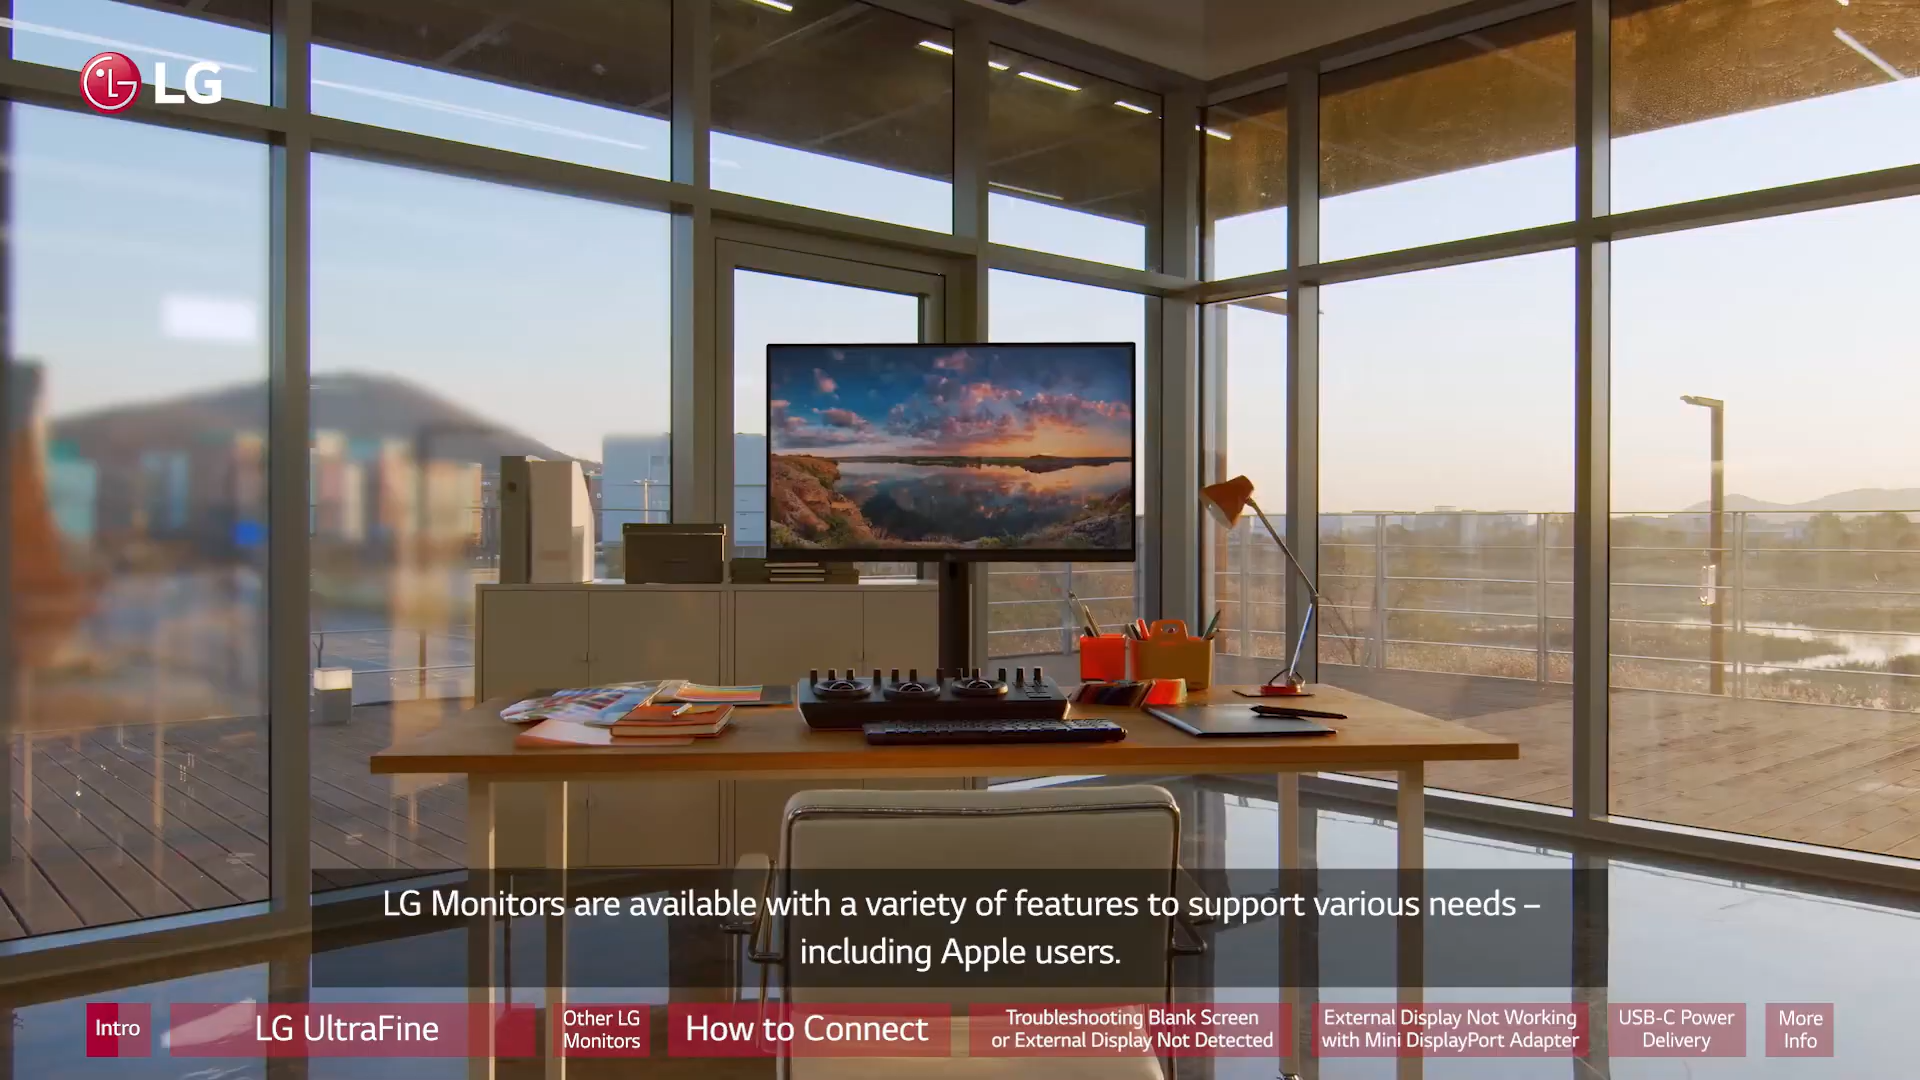 LG
LG Monitors are available with a variety of features to support various needs –
including Apple users.
Intro
LG UltraFine
Other LG
Monitors
How to Connect
Troubleshooting Blank Screen
or External Display Not Detected
External Display Not Working
with Mini DisplayPort Adapter
USB-C Power
Delivery
More
Info